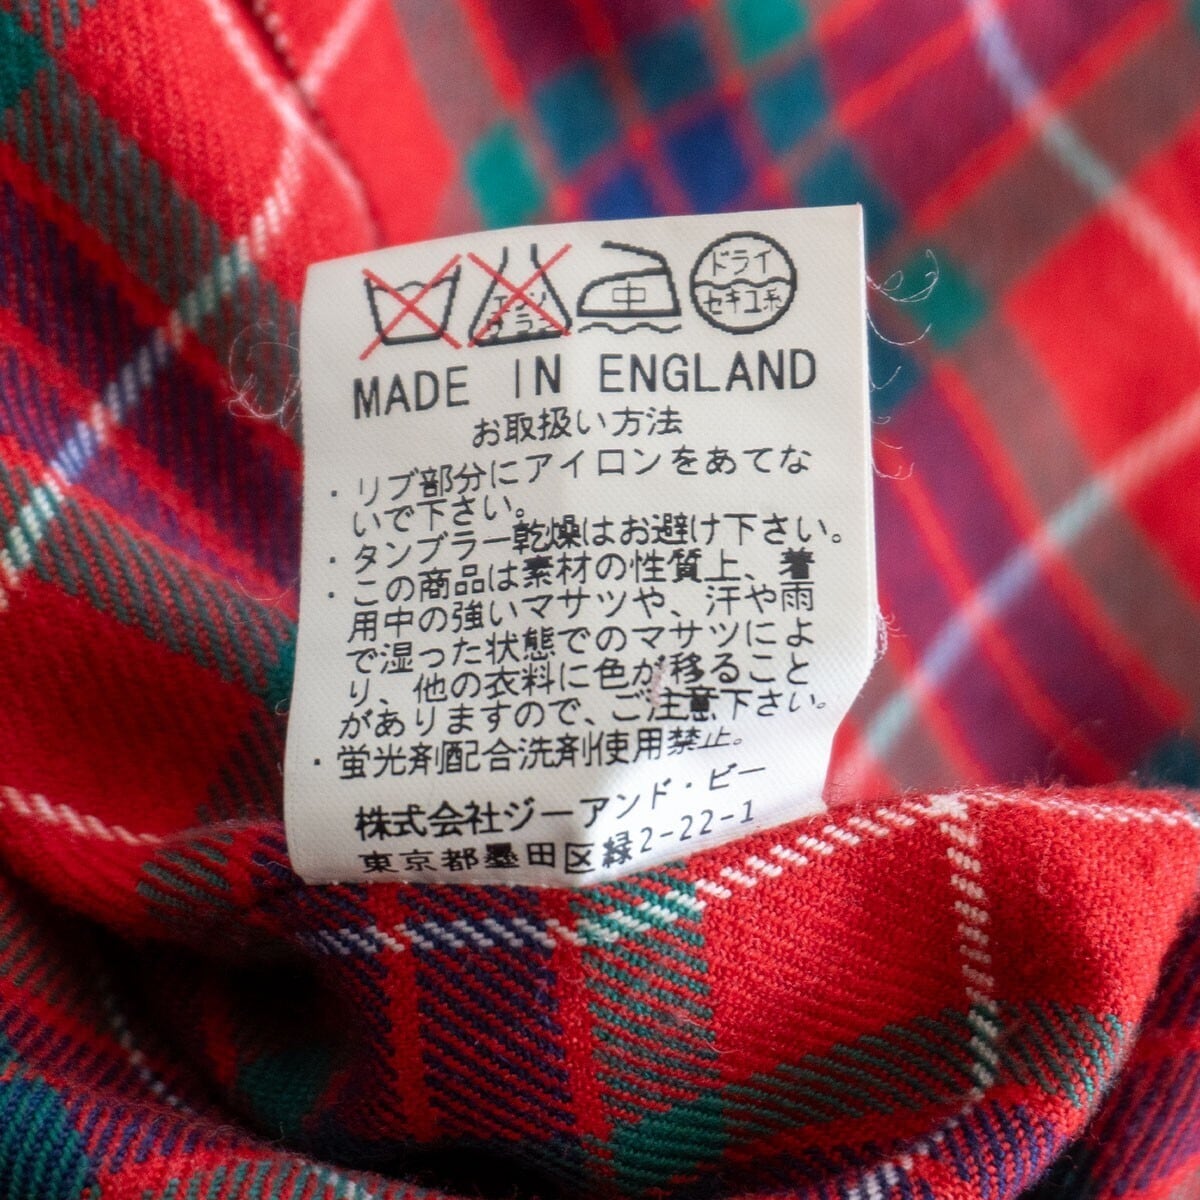 エンソ
サラシ
中
ドライ
セキユ系
MADE IN ENGLAND
お取扱い方法
・リブ部分にアイロンをあてな
いで下さい。
・タンブラー乾燥はお避け下さい。
・この商品は素材の性質上、着
用中の強いマサツや、汗や雨
で湿った状態でのマサツによ
り、他の衣料に色が移ること
がありますので、ご注意下さい。
・蛍光剤配合洗剤使用禁止。
株式会社ジーアンド・ビー
東京都墨田区緑2-22-1